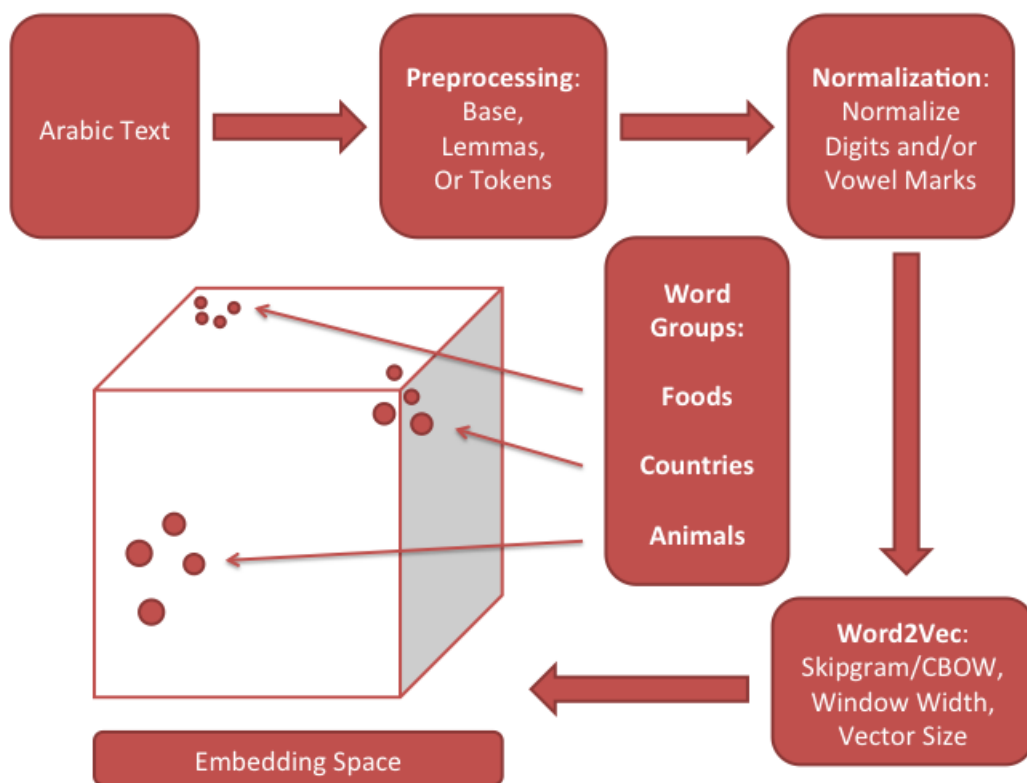 Arabic Text
Preprocessing:
Base,
Lemmas,
Or Tokens
Normalization:
Normalize
Digits and/or
Vowel Marks
Word
Groups:
Foods
Countries
Animals
Word2Vec:
Skipgram/CBOW,
Window Width,
Vector Size
Embedding Space